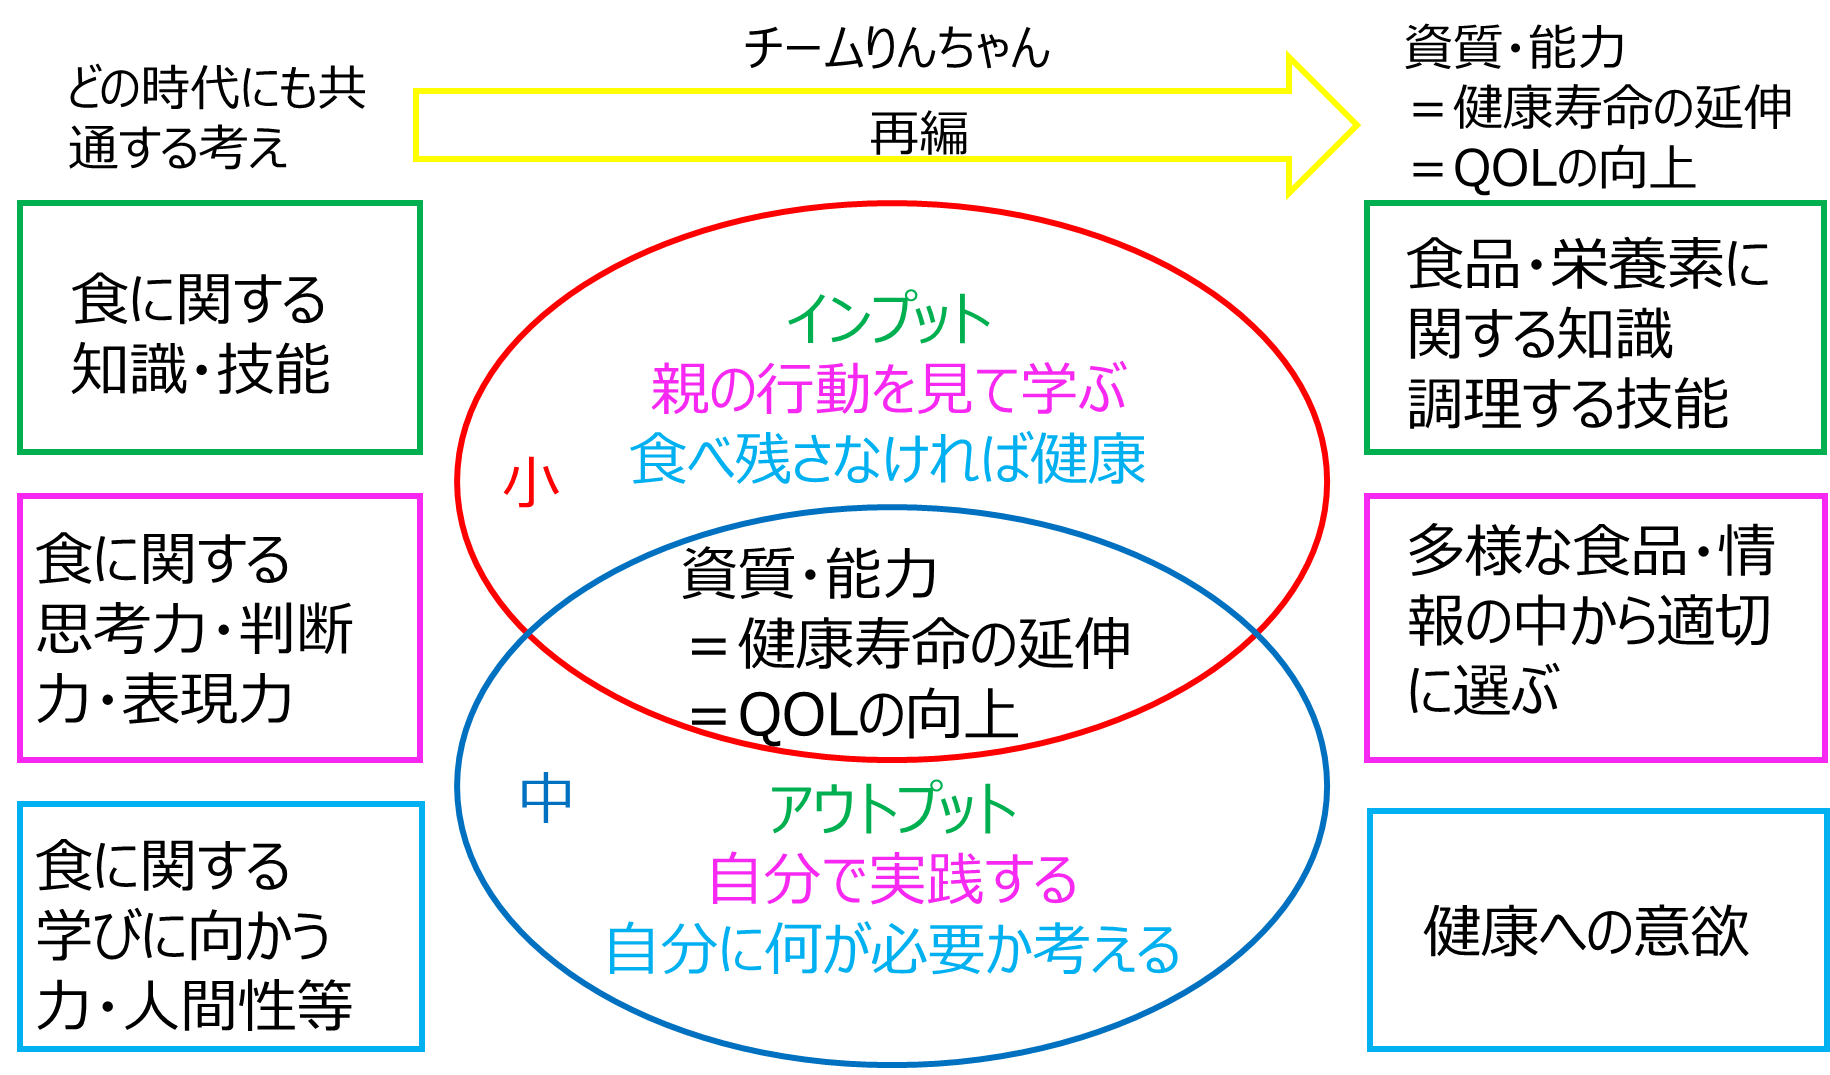 どの時代にも共
通する考え
チームりんちゃん
再編
資質・能力
＝健康寿命の延伸
＝QOLの向上
食に関する
知識・技能
食に関する
思考力・判断
力・表現力
食に関する
学びに向かう
力・人間性等
インプット
親の行動を見て学ぶ
食べ残さなければ健康
小
資質・能力
＝健康寿命の延伸
＝QOLの向上
中
アウトプット
自分で実践する
自分に何が必要か考える
食品・栄養素に
関する知識
調理する技能
多様な食品・情
報の中から適切
に選ぶ
健康への意欲